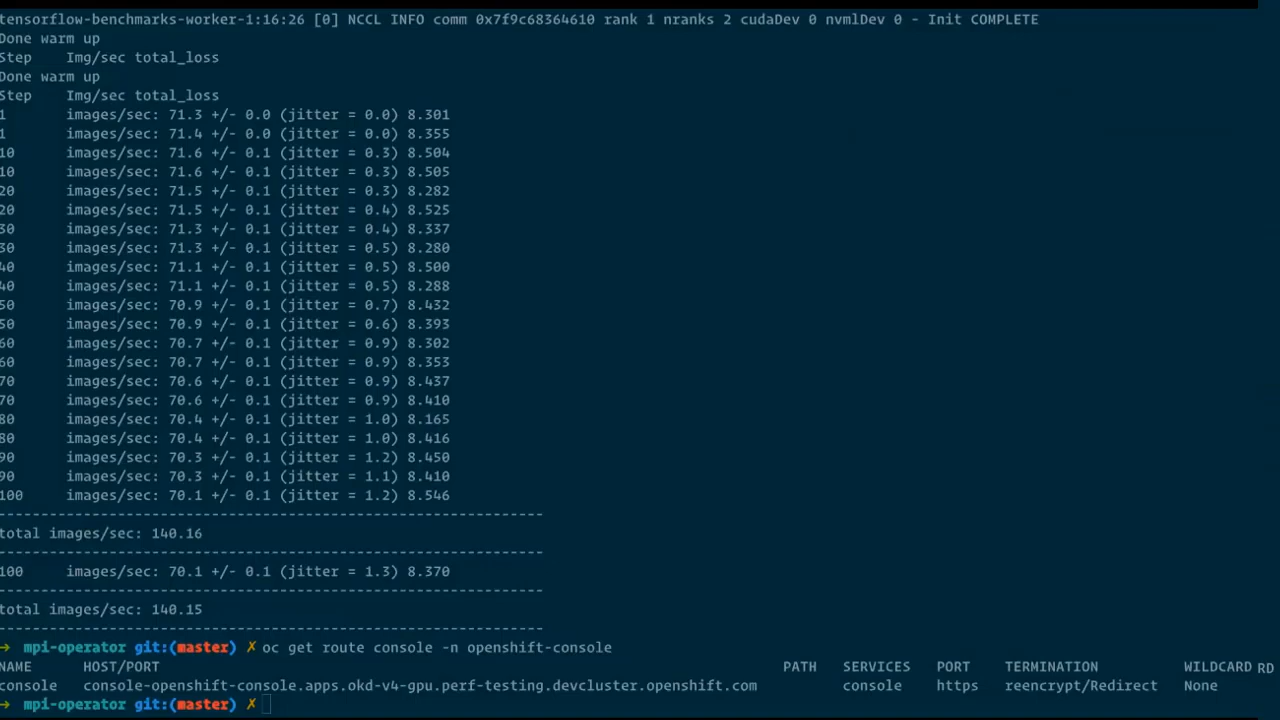 tensorflow-benchmarks-worker-1:16:26 [0] NCCL INFO comm 0x7f9c68364610 rank 1 nranks 2 cudaDev 0 nvmlDev 0 - Init COMPLETE
Done warm up
Step Img/sec total_loss
Done warm up
Step Img/sec total_loss
1 images/sec: 71.3 +/- 0.0 (jitter = 0.0) 8.301
1 images/sec: 71.4 +/- 0.0 (jitter = 0.0) 8.355
10 images/sec: 71.6 +/- 0.1 (jitter = 0.3) 8.504
10 images/sec: 71.6 +/- 0.1 (jitter = 0.3) 8.505
20 images/sec: 71.5 +/- 0.1 (jitter = 0.3) 8.282
20 images/sec: 71.5 +/- 0.1 (jitter = 0.4) 8.525
30 images/sec: 71.3 +/- 0.1 (jitter = 0.4) 8.337
30 images/sec: 71.3 +/- 0.1 (jitter = 0.5) 8.280
40 images/sec: 71.1 +/- 0.1 (jitter = 0.5) 8.500
40 images/sec: 71.1 +/- 0.1 (jitter = 0.5) 8.288
50 images/sec: 70.9 +/- 0.1 (jitter = 0.7) 8.432
50 images/sec: 70.9 +/- 0.1 (jitter = 0.6) 8.393
60 images/sec: 70.7 +/- 0.1 (jitter = 0.9) 8.302
60 images/sec: 70.7 +/- 0.1 (jitter = 0.9) 8.353
70 images/sec: 70.6 +/- 0.1 (jitter = 0.9) 8.437
70 images/sec: 70.6 +/- 0.1 (jitter = 0.9) 8.410
80 images/sec: 70.4 +/- 0.1 (jitter = 1.0) 8.165
80 images/sec: 70.4 +/- 0.1 (jitter = 1.0) 8.416
90 images/sec: 70.3 +/- 0.1 (jitter = 1.2) 8.450
90 images/sec: 70.3 +/- 0.1 (jitter = 1.1) 8.410
100 images/sec: 70.1 +/- 0.1 (jitter = 1.2) 8.546
----------------------------------------------------------------
total images/sec: 140.16
----------------------------------------------------------------
100 images/sec: 70.1 +/- 0.1 (jitter = 1.3) 8.370
----------------------------------------------------------------
total images/sec: 140.15
----------------------------------------------------------------
→ mpi-operator git:(master) ✗ oc get route console -n openshift-console
NAME HOST/PORT PATH SERVICES PORT TERMINATION WILDCARD RD
console console-openshift-console.apps.okd-v4-gpu.perf-testing.devcluster.openshift.com console https reencrypt/Redirect None
→ mpi-operator git:(master) ✗